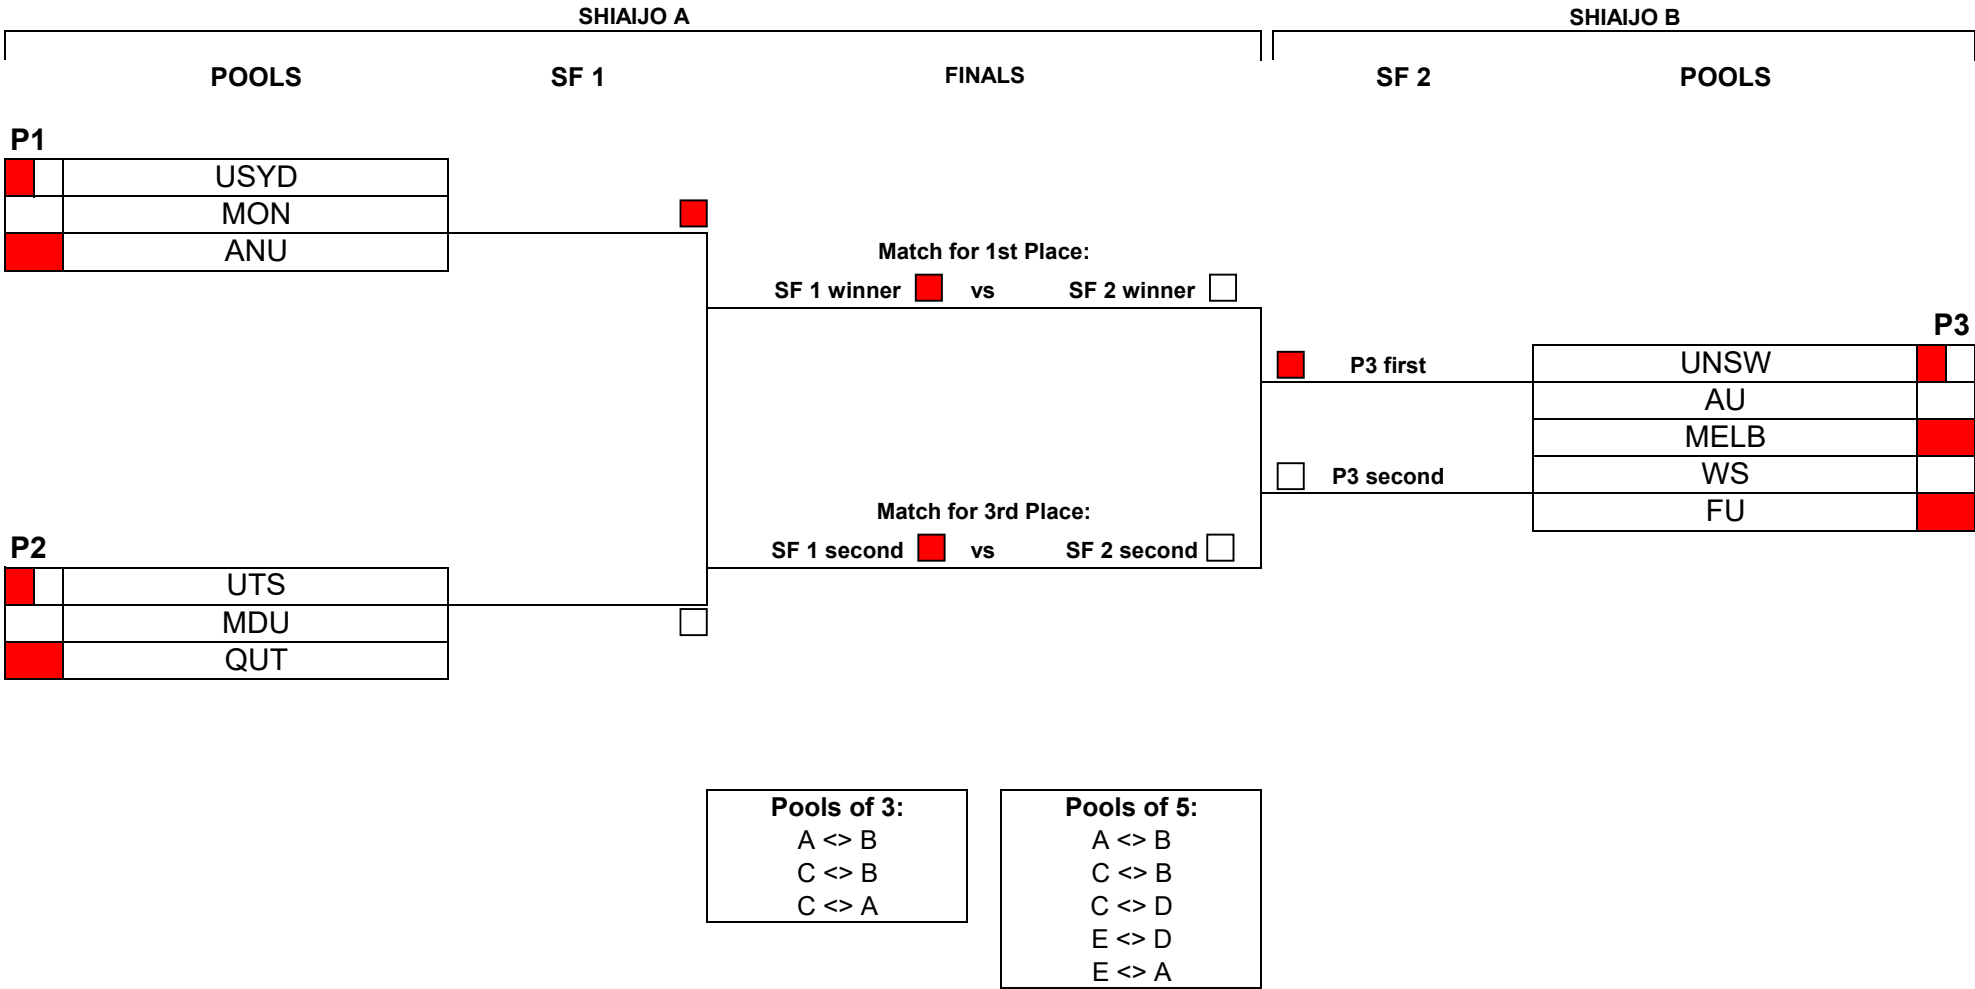 SHIAIJO A
SHIAIJO B
POOLS
SF 1
FINALS
SF 2
POOLS
P1
USYD
MON
ANU
Match for 1st Place:
SF 1 winner vs SF 2 winner
P3
P3 first
UNSW
AU
MELB
P3 second
WS
FU
Match for 3rd Place:
SF 1 second vs SF 2 second
P2
UTS
MDU
QUT
Pools of 3:
A <> B
C <> B
C <> A
Pools of 5:
A <> B
C <> B
C <> D
E <> D
E <> A